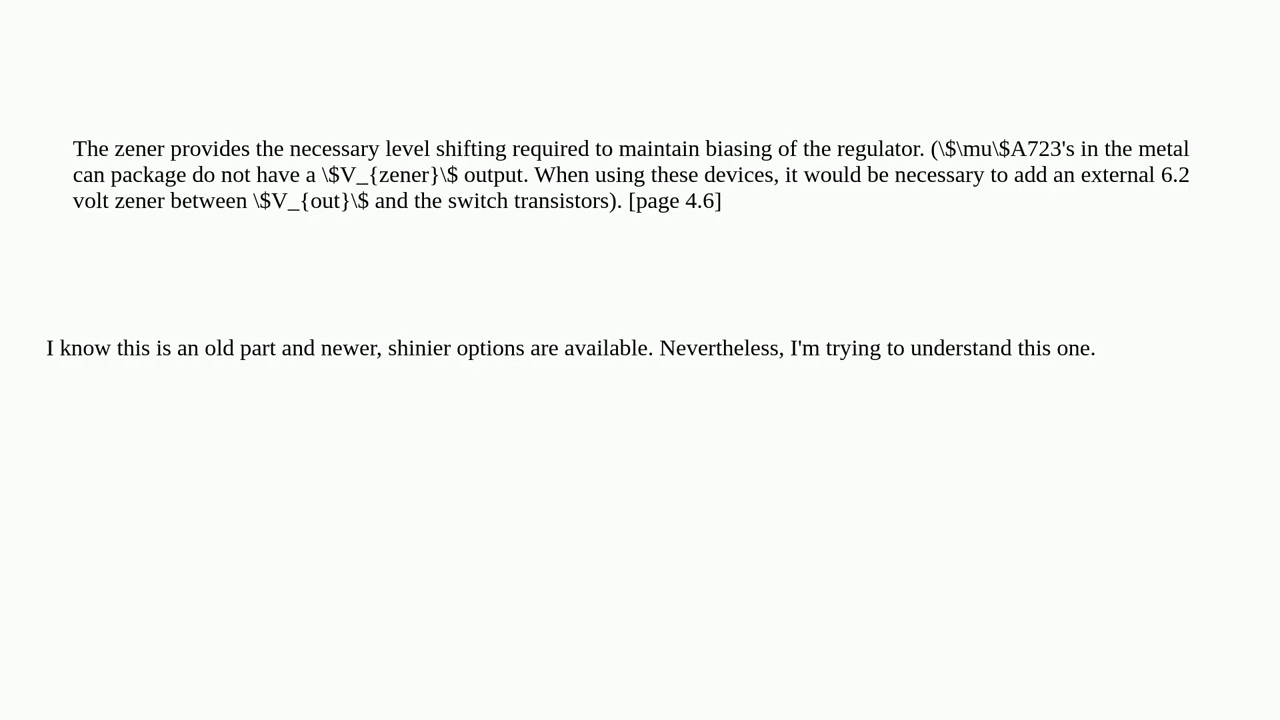 The zener provides the necessary level shifting required to maintain biasing of the regulator. (\$\mu\$A723's in the metal
can package do not have a \$V_{zener}\$ output. When using these devices, it would be necessary to add an external 6.2
volt zener between \$V_{out}\$ and the switch transistors). [page 4.6]
I know this is an old part and newer, shinier options are available. Nevertheless, I'm trying to understand this one.